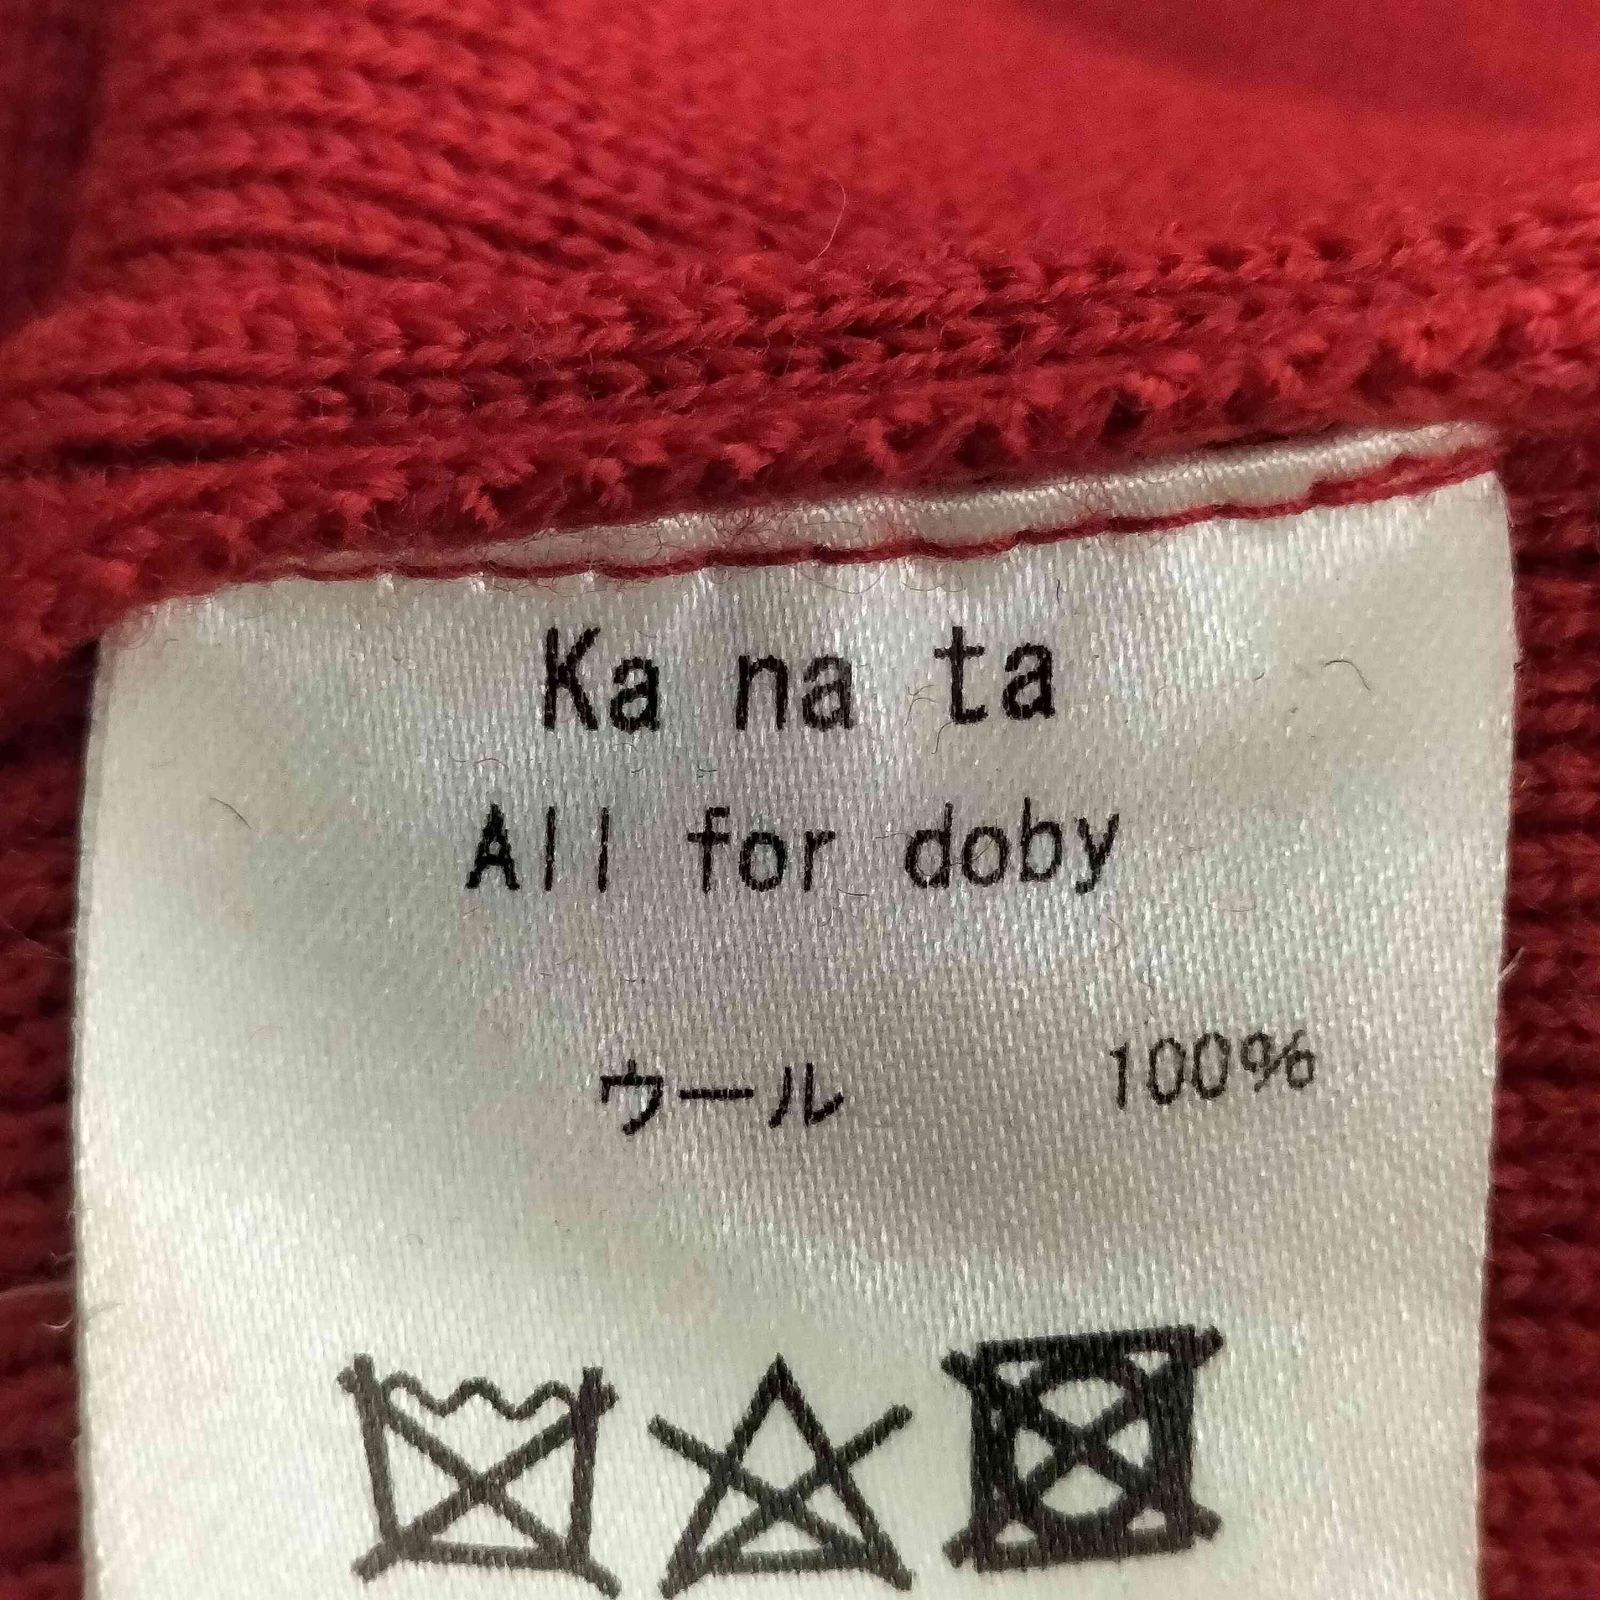 Ka na ta
All for doby
ウール 100%